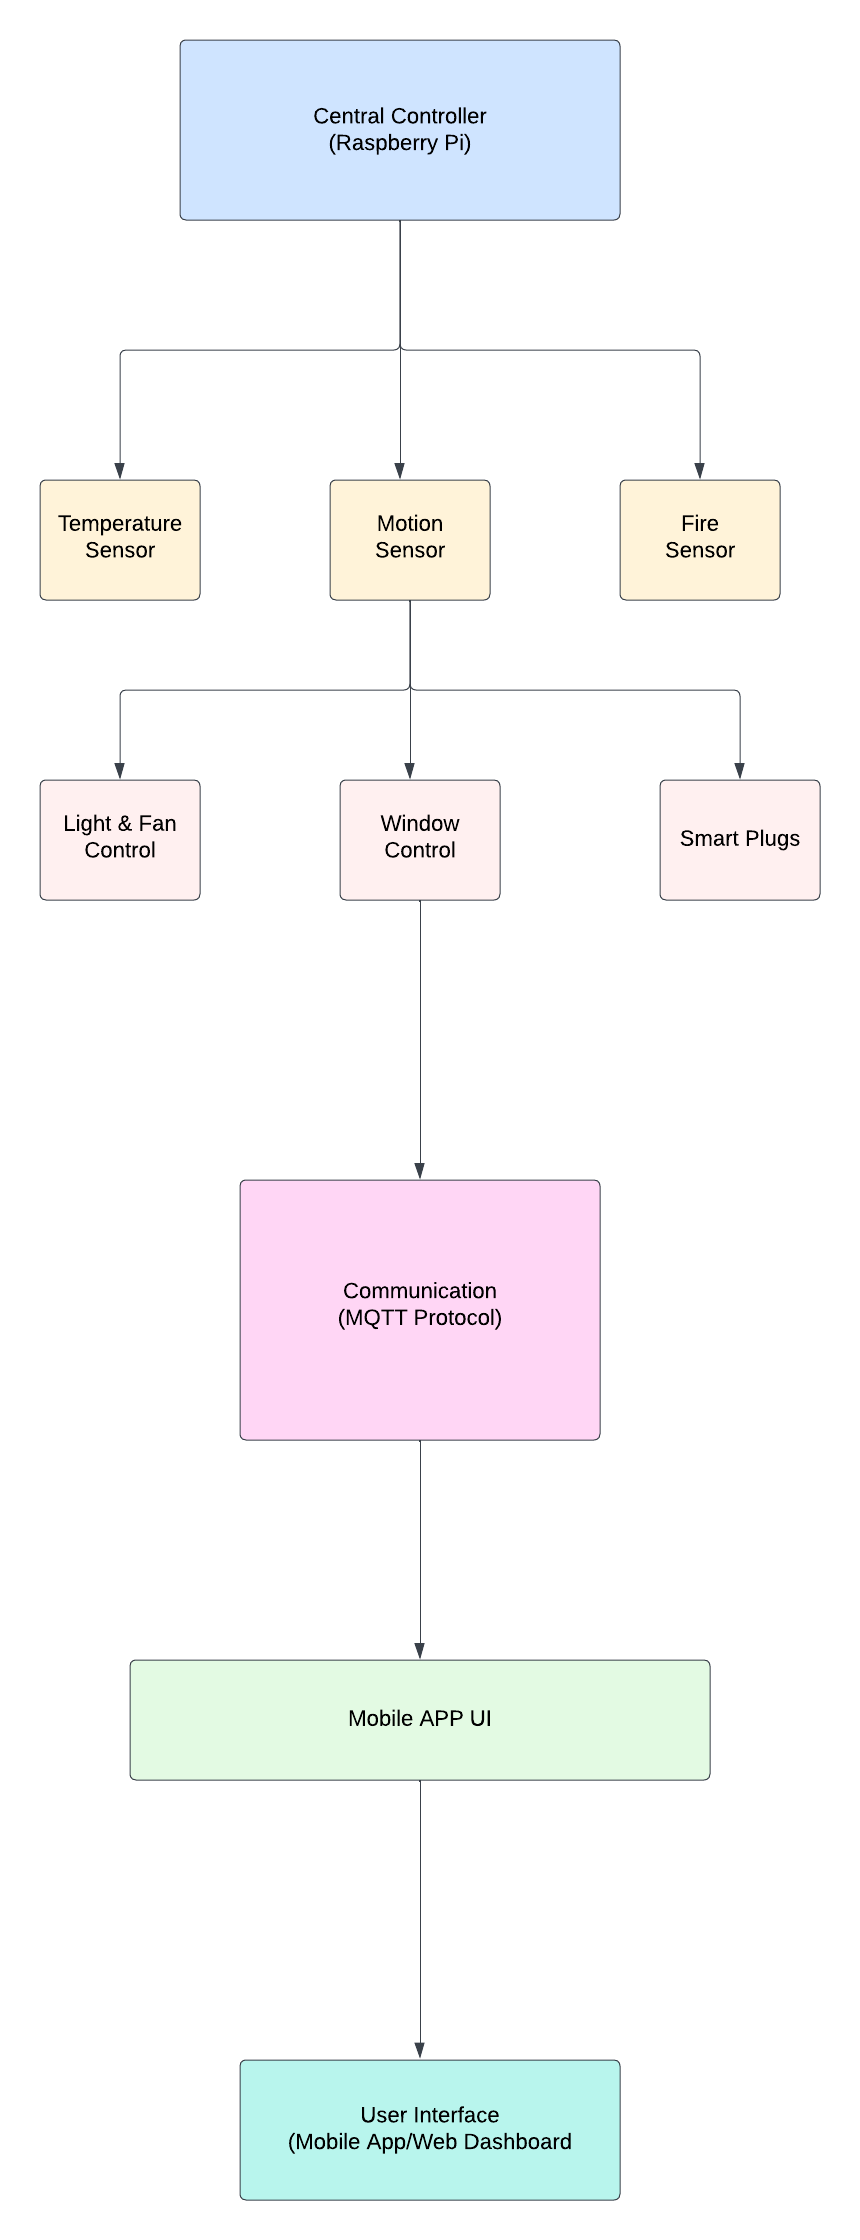 Central Controller
(Raspberry Pi)
Temperature
Sensor
Motion
Sensor
Fire
Sensor
Light & Fan
Control
Window
Control
Smart Plugs
Communication
(MQTT Protocol)
Mobile APP UI
User Interface
(Mobile App/Web Dashboard